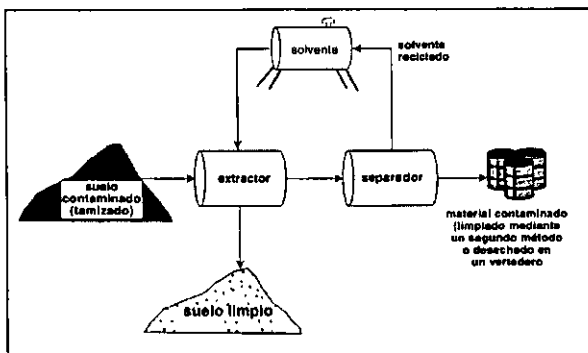 solvente
solvente
reciclado
suelo
contaminado
(tamizado)
extractor
separador
material contaminado
(limpiado mediante
un segundo método
o desechado en
un vertedero
suelo limpio